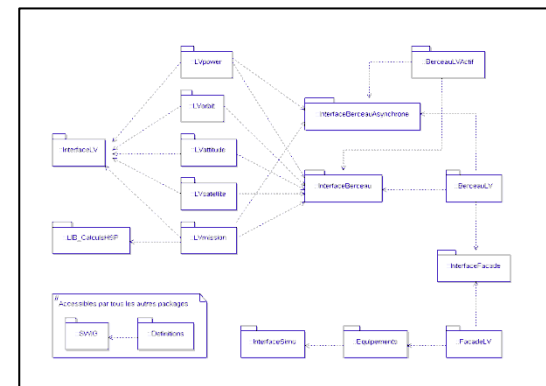 ::LVpower
::BerceauLVActif
::LVorbit
::InterfaceBerceauAsynchrone
::InterfaceLV
::LVattitude
::InterfaceBerceau
::BerceauLV
::LVsatellite
::LIB_CalculsHSP
::LVmission
::InterfaceFacade
Accessibles par tous les autres packages
::SWIG
::Definitions
::InterfaceSimu
::Equipements
::FacadeLV